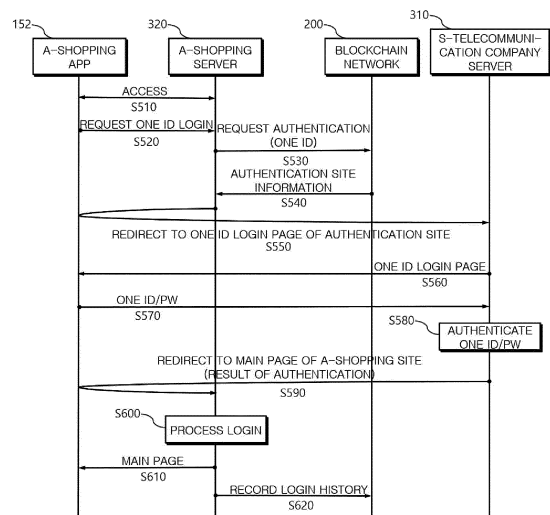 152
320
200
310
A-SHOPPING
APP
A-SHOPPING
SERVER
BLOCKCHAIN
NETWORK
S-TELECOMMUNI-
CATION COMPANY
SERVER
ACCESS
S510
REQUEST ONE ID LOGIN
S520
REQUEST AUTHENTICATION
(ONE ID)
S530
AUTHENTICATION SITE
INFORMATION
S540
REDIRECT TO ONE ID LOGIN PAGE OF AUTHENTICATION SITE
S550
ONE ID LOGIN PAGE
S560
ONE ID/PW
S570
S580
AUTHENTICATE
ONE ID/PW
REDIRECT TO MAIN PAGE OF A-SHOPPING SITE
(RESULT OF AUTHENTICATION)
S590
S600
PROCESS LOGIN
MAIN PAGE
S610
RECORD LOGIN HISTORY
S620